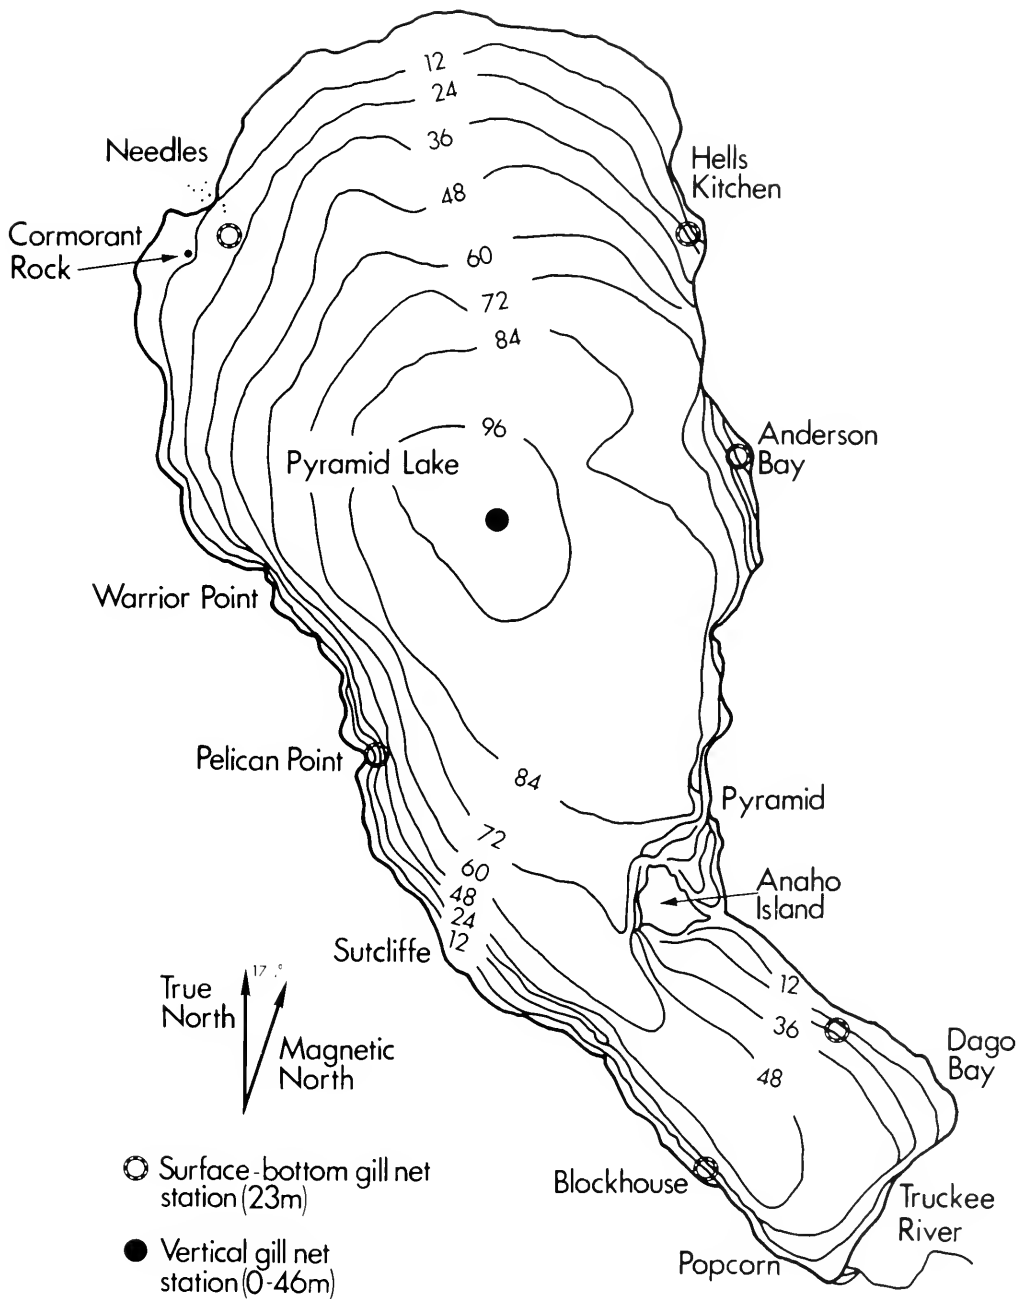 12
24
Needles
36
Hells
Kitchen
48
Cormorant
Rock
60
72
84
96
Anderson
Bay
Pyramid Lake
Warrior Point
Pelican Point
84
Pyramid
72
60
48
24
12
Anaho
Island
Sutcliffe
17°
True
North
12
36
Magnetic
North
Dago
Bay
48
Surface-bottom gill net
station (23m)
Blockhouse
Truckee
River
Vertical gill net
station (0-46m)
Popcorn